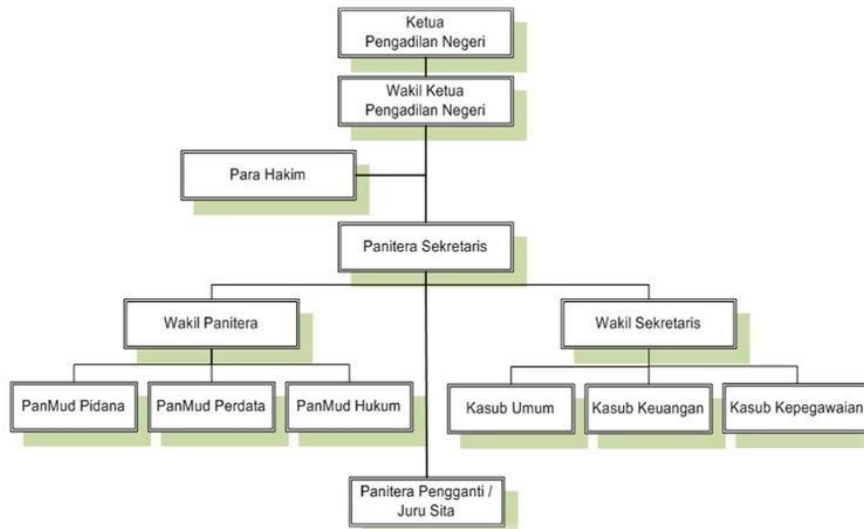 Ketua
Pengadilan Negeri
Wakil Ketua
Pengadilan Negeri
Para Hakim
Panitera Sekretaris
Wakil Panitera
Wakil Sekretaris
PanMud Pidana
PanMud Perdata
PanMud Hukum
Kasub Umum
Kasub Keuangan
Kasub Kepegawaian
Panitera Pengganti /
Juru Sita